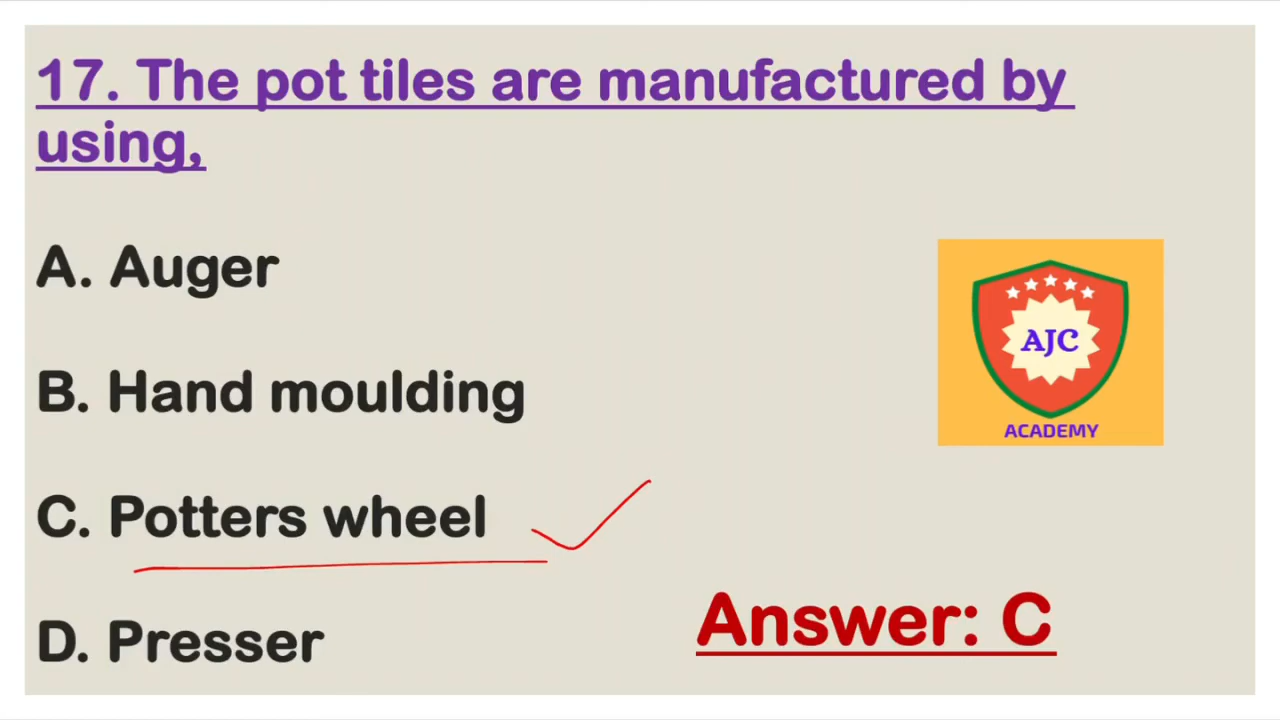 17. The pot tiles are manufactured by
using,
A. Auger
B. Hand moulding
AJC
ACADEMY
C. Potters wheel
D. Presser
Answer: C